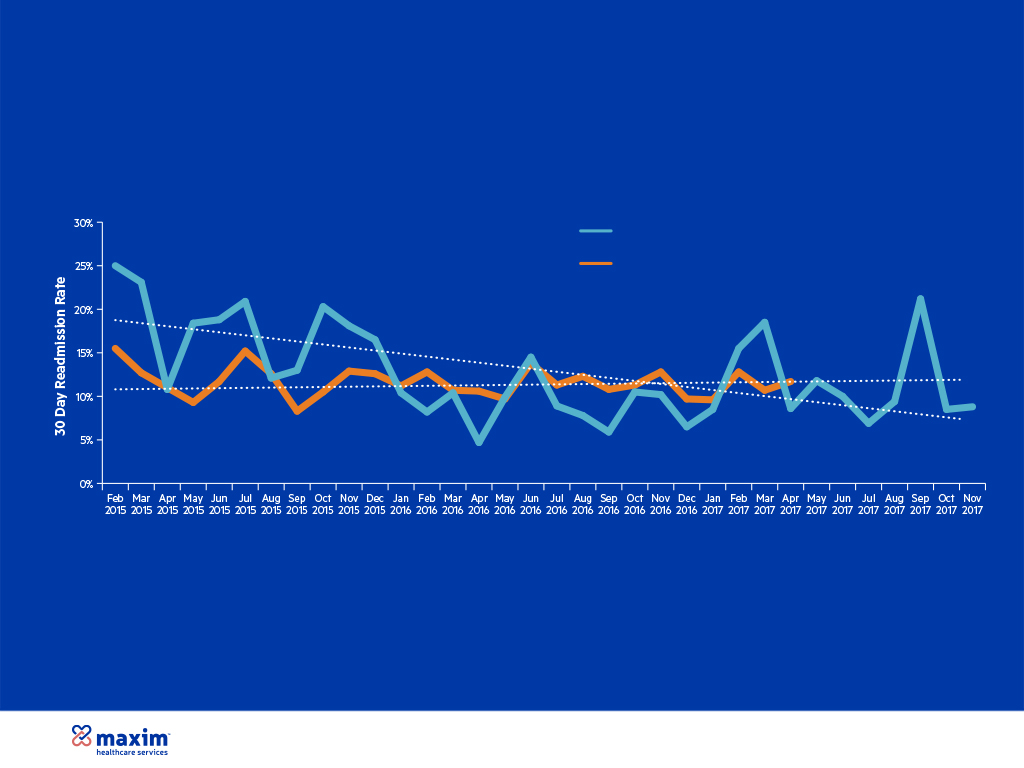 30%
25%
20%
15%
10%
5%
0%
30 Day Readmission Rate
Feb Mar Apr May Jun Jul Aug Sep Oct Nov Dec Jan Feb Mar Apr May Jun Jul Aug Sep Oct Nov Dec Jan Feb Mar Apr May Jun Jul Aug Sep Oct Nov
2015 2015 2015 2015 2015 2015 2015 2015 2015 2015 2015 2016 2016 2016 2016 2016 2016 2016 2016 2016 2016 2016 2016 2017 2017 2017 2017 2017 2017 2017 2017 2017 2017 2017
maxim
healthcare services